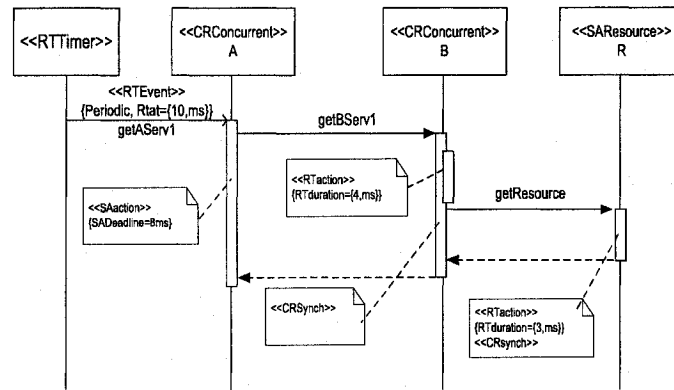 <<RTTimer>>
<<CRConcurrent>>
A
<<CRConcurrent>>
B
<<SAResource>>
R
<<RTEvent>>
{Periodic, Rtat={10,ms}}
getAServ1
getBServ1
<<RTaction>>
{RTduration={4,ms}}
getResource
<<SAaction>>
{SADeadline=8ms}
<<CRSynch>>
<<RTaction>>
{RTduration={3,ms}}
<<CRsynch>>